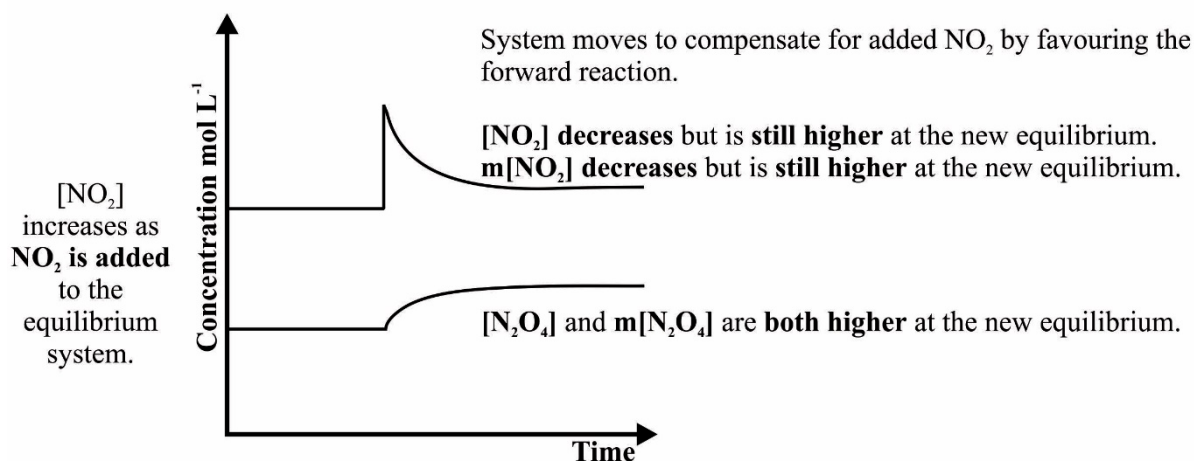 System moves to compensate for added NO₂ by favouring the
forward reaction.
[NO₂] decreases but is still higher at the new equilibrium.
m[NO₂] decreases but is still higher at the new equilibrium.
[NO₂]
increases as
NO₂ is added
to the
equilibrium
system.
Concentration mol L⁻¹
[N₂O₄] and m[N₂O₄] are both higher at the new equilibrium.
Time